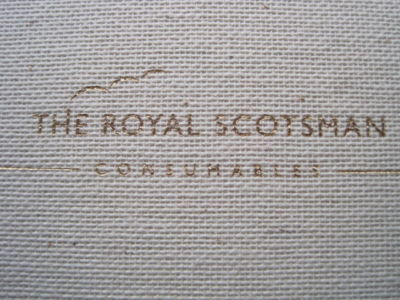 THE ROYAL SCOTSMAN
CONSUMABLES